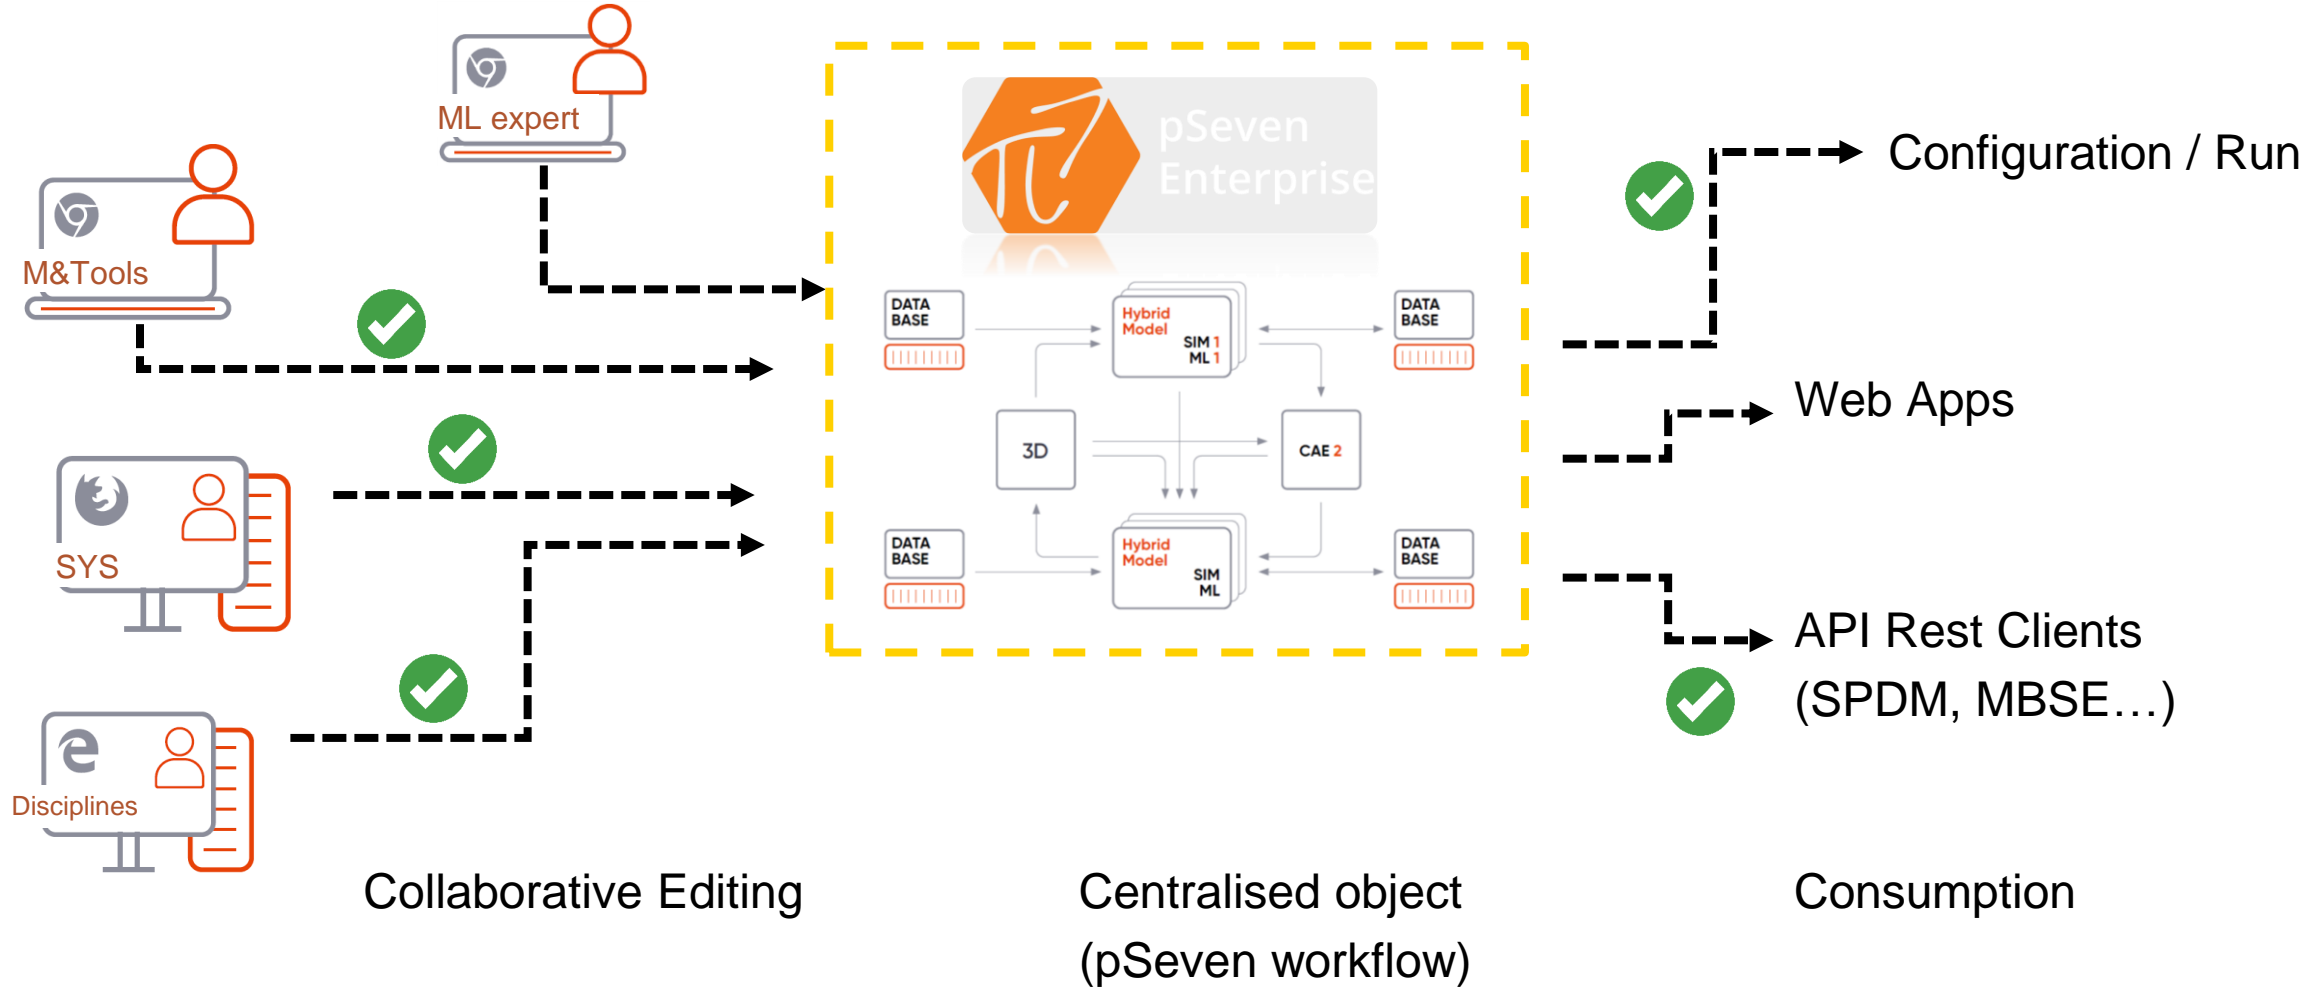 ML expert
M&Tools
SYS
Disciplines
pSeven
Enterprise
DATA
BASE
Hybrid
Model
SIM 1
ML 1
DATA
BASE
3D
CAE 2
DATA
BASE
Hybrid
Model
SIM
ML
DATA
BASE
Configuration / Run
Web Apps
API Rest Clients
(SPDM, MBSE…)
Collaborative Editing
Centralised object
(pSeven workflow)
Consumption